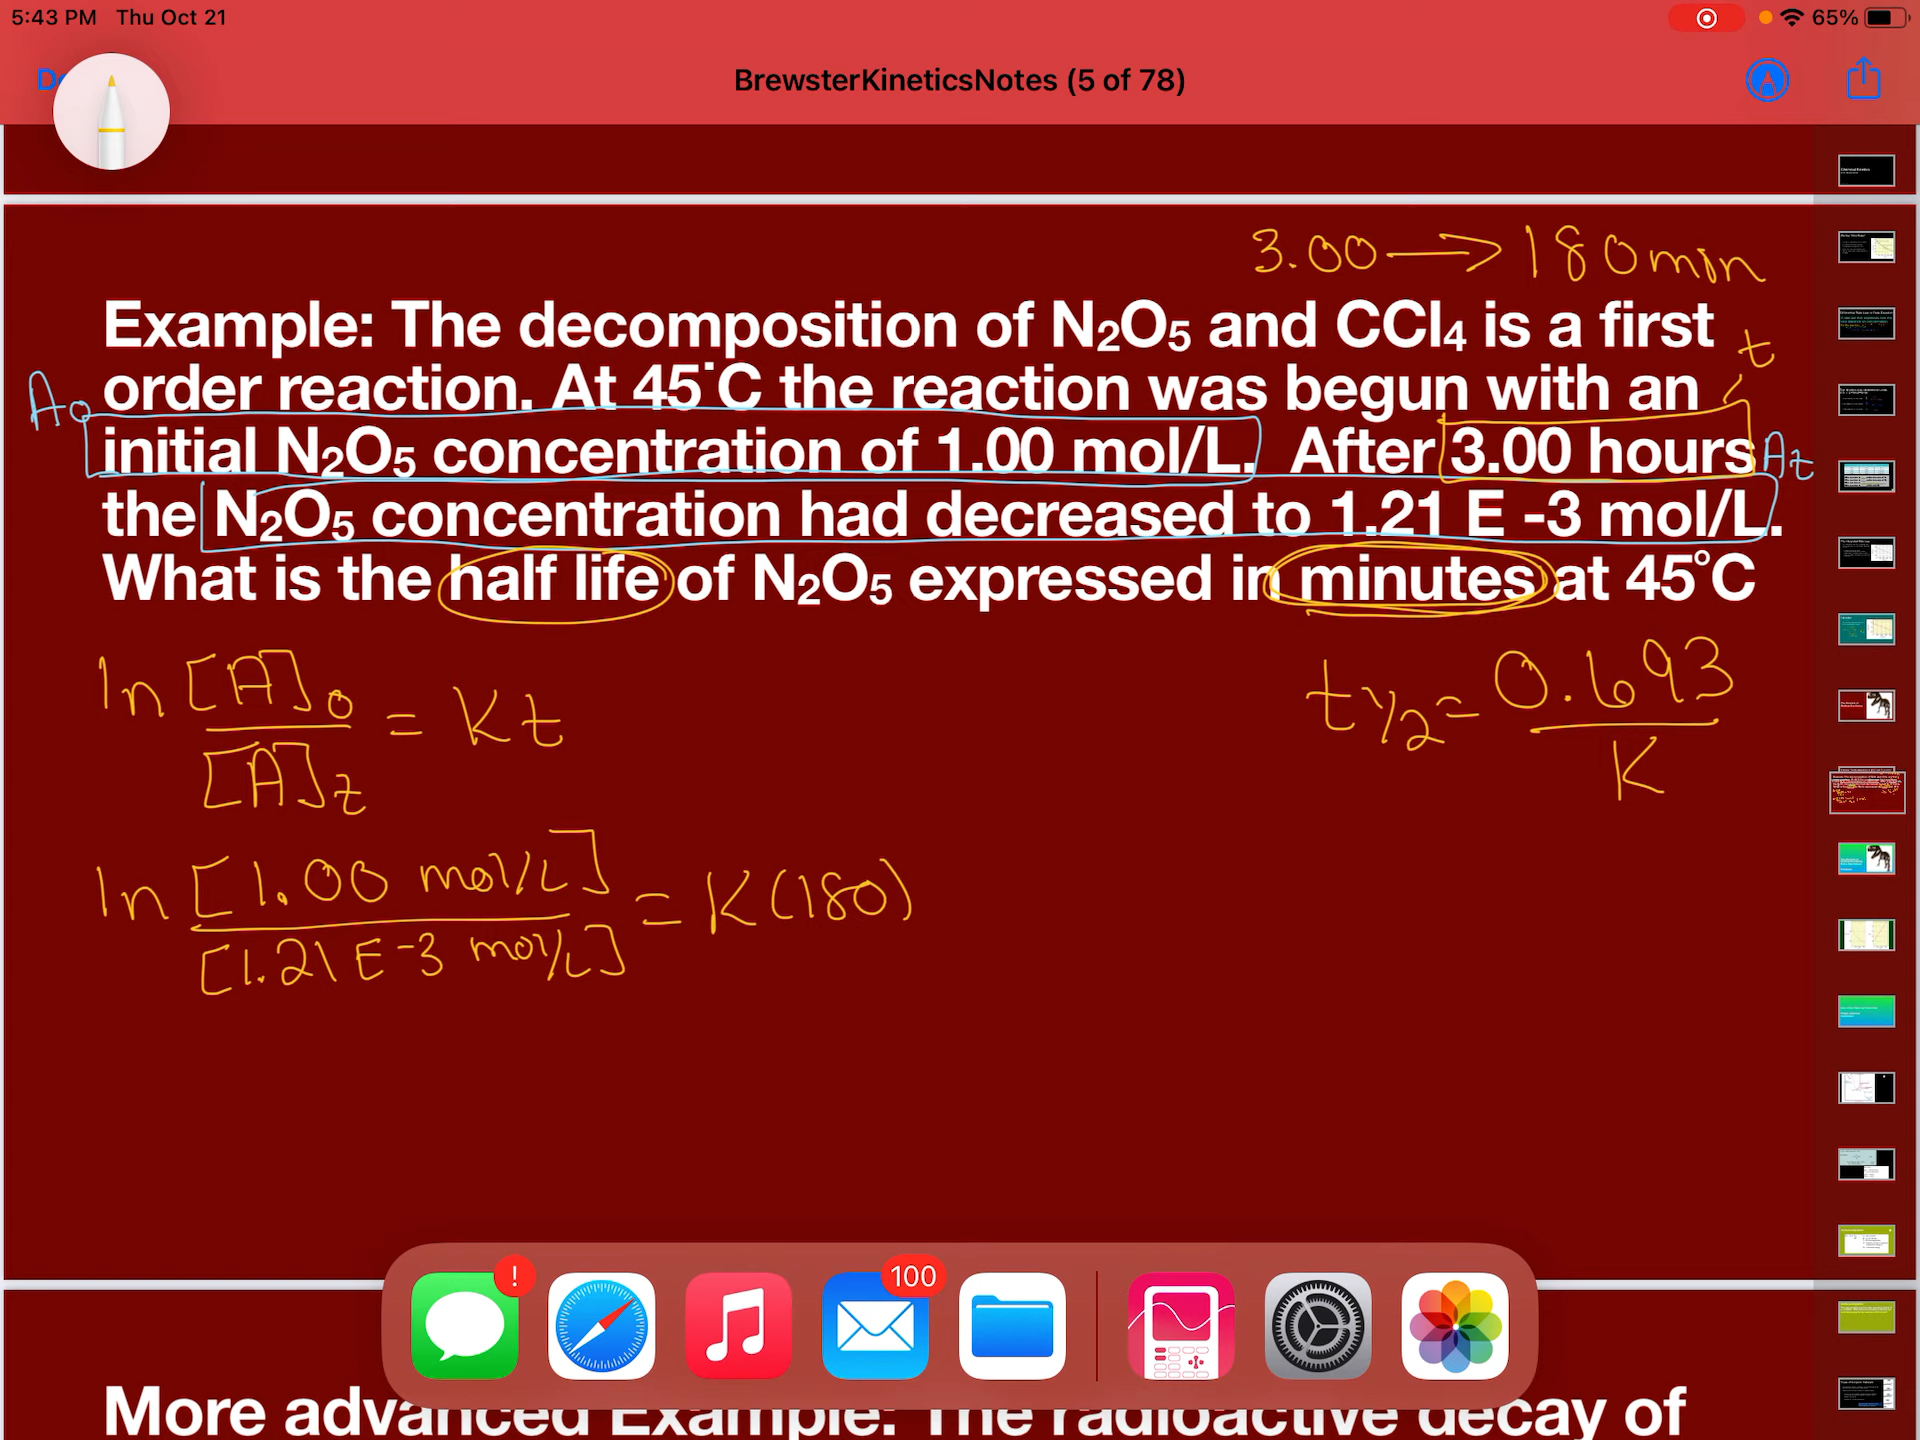 5:43 PM Thu Oct 21
65%
BrewsterKineticsNotes (5 of 78)
3.00 → 180 min
Example: The decomposition of N2O5 and CCl4 is a first
t
order reaction. At 45˙C the reaction was begun with an
A0
initial N2O5 concentration of 1.00 mol/L. After 3.00 hours
At
the N2O5 concentration had decreased to 1.21 E -3 mol/L.
What is the half life of N2O5 expressed in minutes at 45°C
ln [A]0 / [A]t = Kt
t½ = 0.693 / K
ln [1.00 mol/L] / [1.21 E-3 mol/L] = K(180)
!
100
More advanced Example: The radioactive decay of